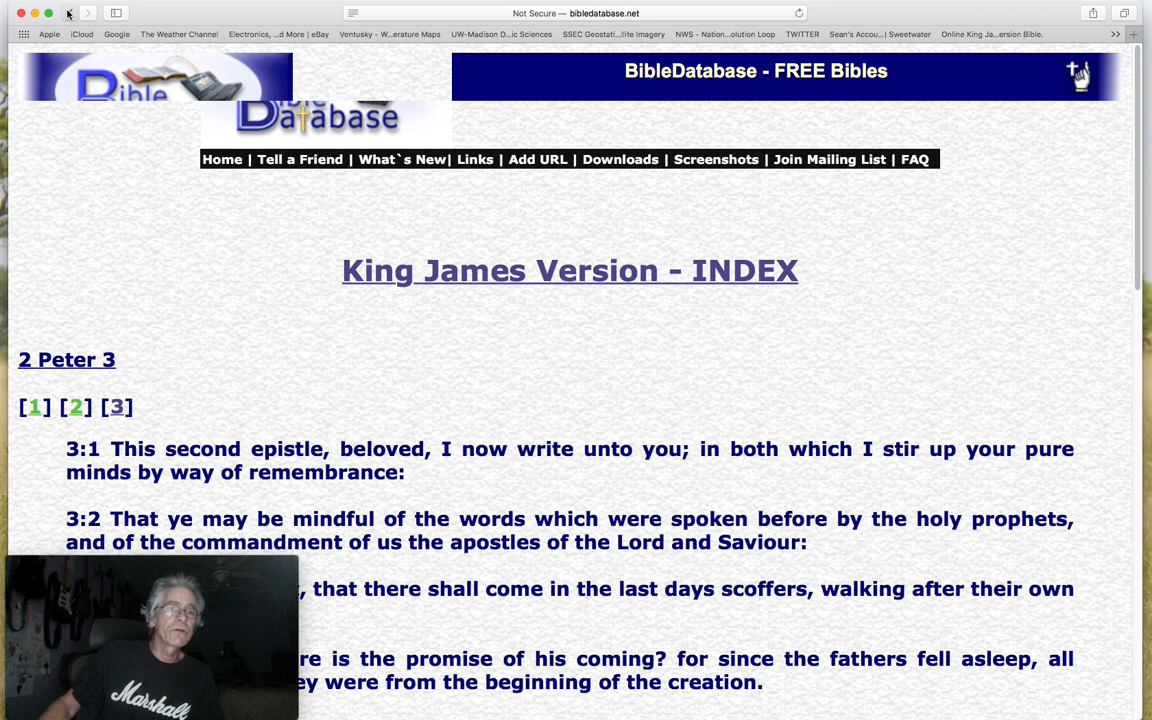 Not Secure — bibledatabase.net
Apple iCloud Google The Weather Channel Electronics, ...d More | eBay Ventusky - W...erature Maps UW-Madison D...ic Sciences SSEC Geostati...llite Imagery NWS - Nation...olution Loop TWITTER Sean's Accou...| Sweetwater Online King Ja...ersion Bible.
Bible
BibleDatabase - FREE Bibles
Database
Home | Tell a Friend | What`s New| Links | Add URL | Downloads | Screenshots | Join Mailing List | FAQ
King James Version - INDEX
2 Peter 3
[1] [2] [3]
3:1 This second epistle, beloved, I now write unto you; in both which I stir up your pure
minds by way of remembrance:
3:2 That ye may be mindful of the words which were spoken before by the holy prophets,
and of the commandment of us the apostles of the Lord and Saviour:
, that there shall come in the last days scoffers, walking after their own
re is the promise of his coming? for since the fathers fell asleep, all
ey were from the beginning of the creation.
Marshall